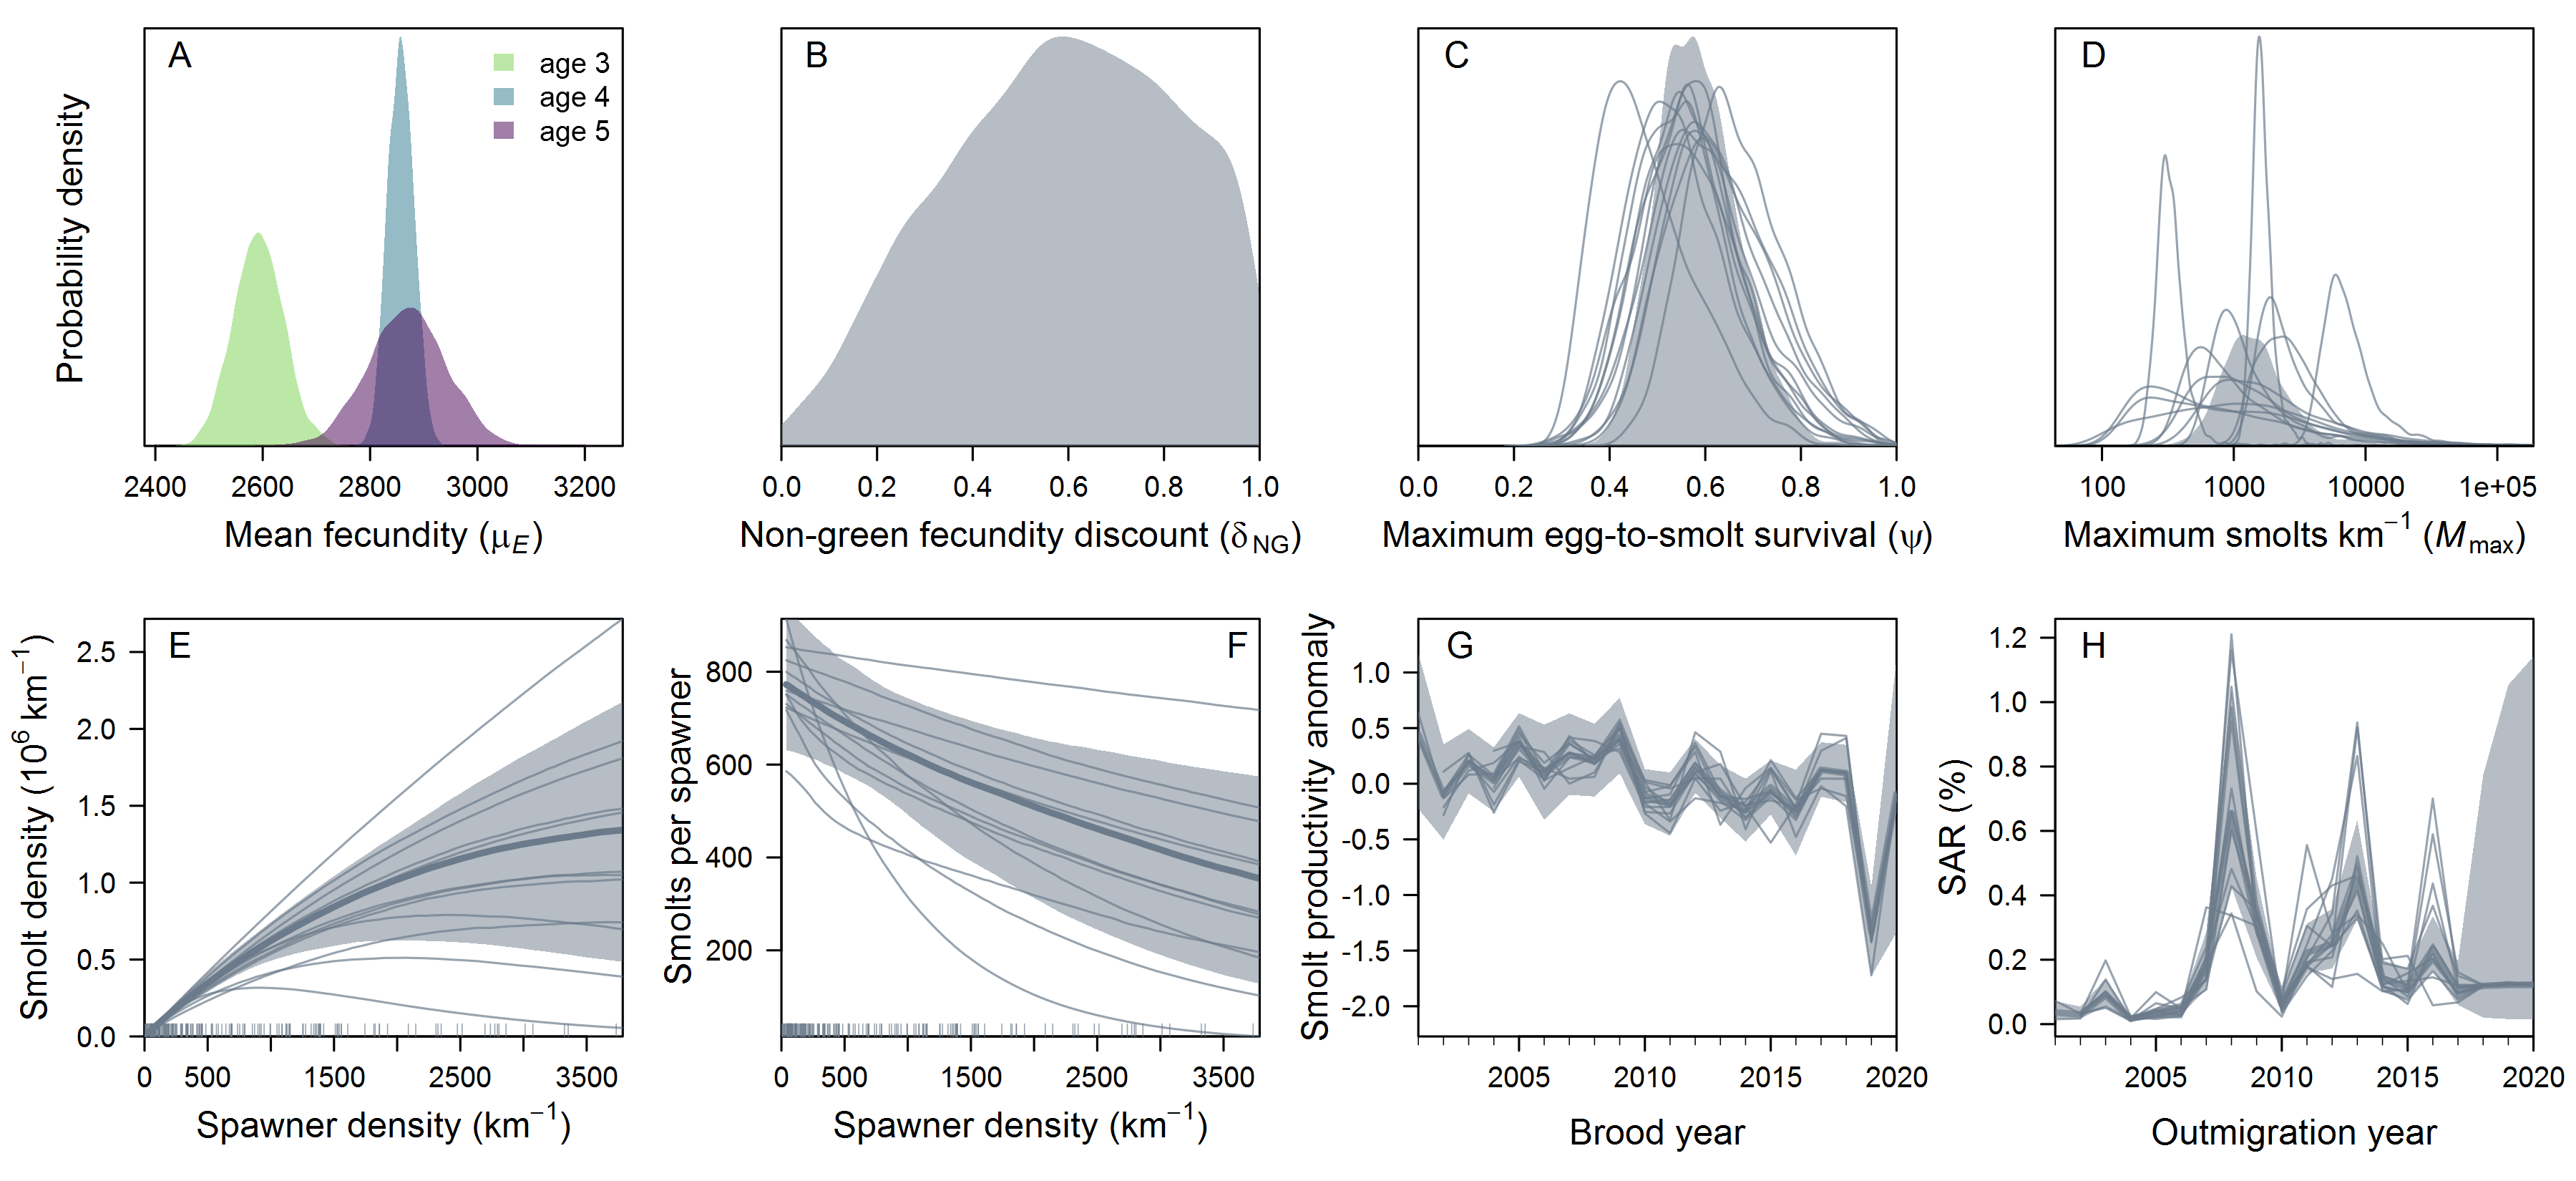 A
age 3
age 4
age 5
Probability density
2400 2600 2800 3000 3200
Mean fecundity (μE)
B
0.0 0.2 0.4 0.6 0.8 1.0
Non-green fecundity discount (δNG)
C
0.0 0.2 0.4 0.6 0.8 1.0
Maximum egg-to-smolt survival (ψ)
D
100 1000 10000 1e+05
Maximum smolts km⁻¹ (Mmax)
E
Smolt density (10⁶ km⁻¹)
2.5
2.0
1.5
1.0
0.5
0.0
0 500 1500 2500 3500
Spawner density (km⁻¹)
F
Smolts per spawner
800
600
400
200
0 500 1500 2500 3500
Spawner density (km⁻¹)
G
Smolt productivity anomaly
1.0
0.5
0.0
-0.5
-1.0
-1.5
-2.0
2005 2010 2015 2020
Brood year
H
SAR (%)
1.2
1.0
0.8
0.6
0.4
0.2
0.0
2005 2010 2015 2020
Outmigration year